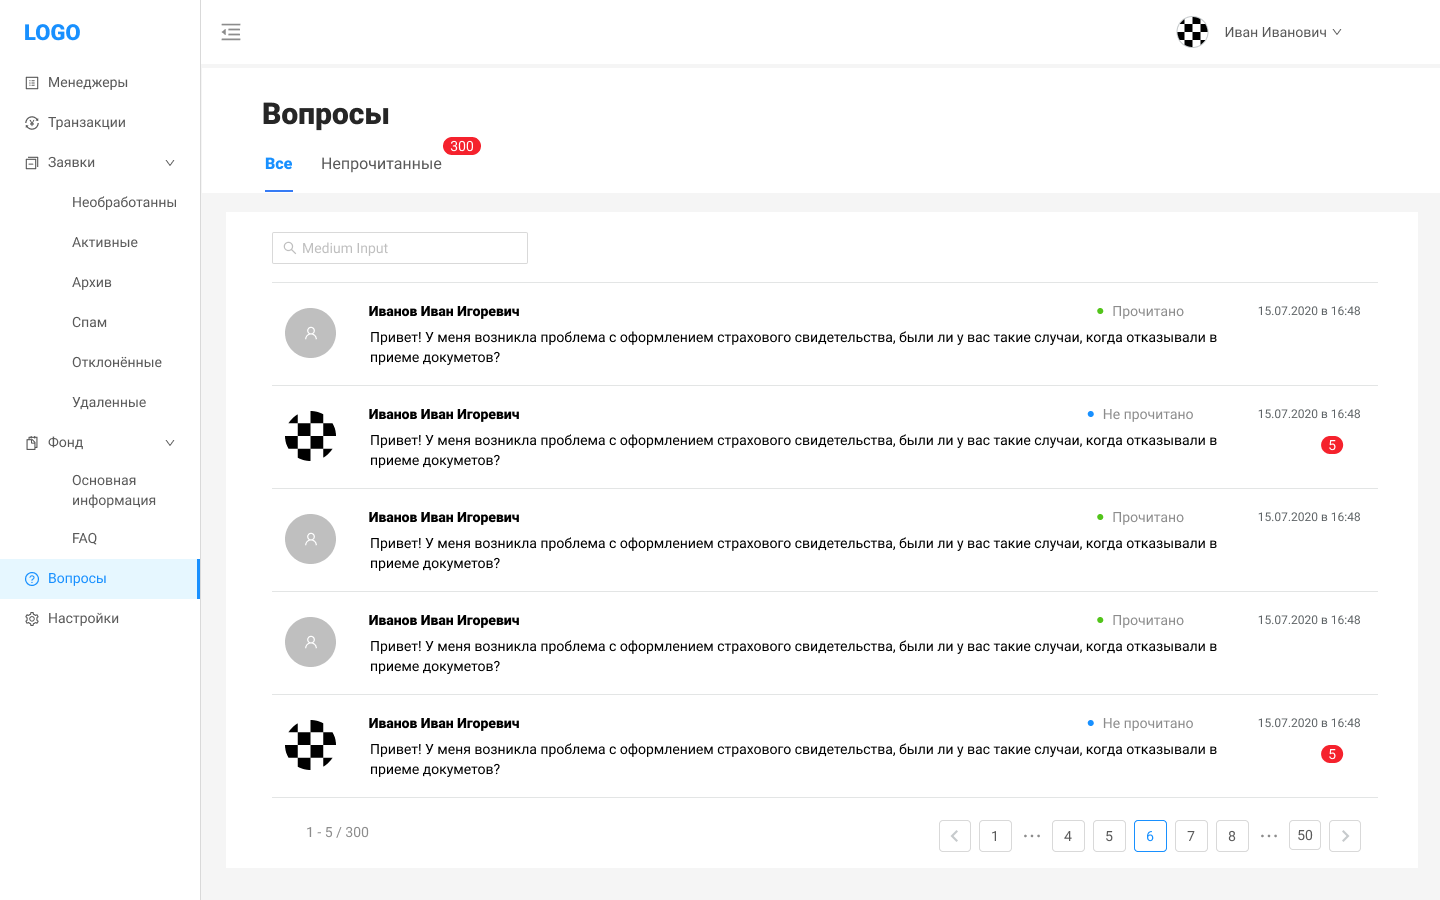 LOGO
Менеджеры
Транзакции
Заявки
Необработанны
Активные
Архив
Спам
Отклонённые
Удаленные
Фонд
Основная
информация
FAQ
Вопросы
Настройки
Иван Иванович
Вопросы
Все
Непрочитанные
300
Medium Input
Иванов Иван Игоревич
Прочитано
15.07.2020 в 16:48
Привет! У меня возникла проблема с оформлением страхового свидетельства, были ли у вас такие случаи, когда отказывали в
приеме докуметов?
Иванов Иван Игоревич
Не прочитано
15.07.2020 в 16:48
Привет! У меня возникла проблема с оформлением страхового свидетельства, были ли у вас такие случаи, когда отказывали в
приеме докуметов?
5
Иванов Иван Игоревич
Прочитано
15.07.2020 в 16:48
Привет! У меня возникла проблема с оформлением страхового свидетельства, были ли у вас такие случаи, когда отказывали в
приеме докуметов?
Иванов Иван Игоревич
Прочитано
15.07.2020 в 16:48
Привет! У меня возникла проблема с оформлением страхового свидетельства, были ли у вас такие случаи, когда отказывали в
приеме докуметов?
Иванов Иван Игоревич
Не прочитано
15.07.2020 в 16:48
Привет! У меня возникла проблема с оформлением страхового свидетельства, были ли у вас такие случаи, когда отказывали в
приеме докуметов?
5
1 - 5 / 300
1 ••• 4 5 6 7 8 ••• 50